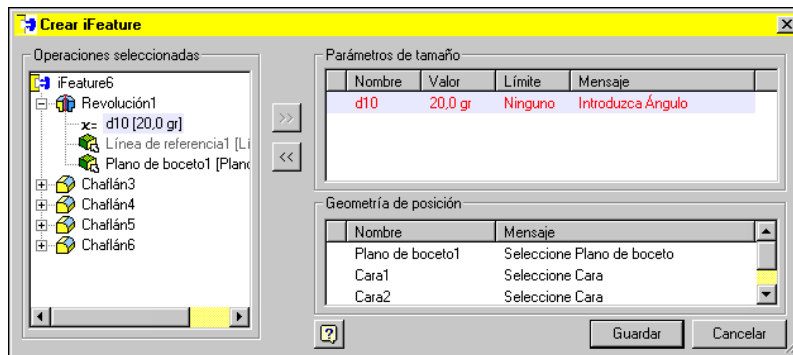 Crear iFeature
Operaciones seleccionadas
iFeature6
Revolución1
x= d10 [20,0 gr]
Línea de referencia1 [Lí
Plano de boceto1 [Plano
Chaflán3
Chaflán4
Chaflán5
Chaflán6
>>
<<
Parámetros de tamaño
Nombre Valor Límite Mensaje
d10 20,0 gr Ninguno Introduzca Ángulo
Geometría de posición
Nombre Mensaje
Plano de boceto1 Seleccione Plano de boceto
Cara1 Seleccione Cara
Cara2 Seleccione Cara
?
Guardar Cancelar